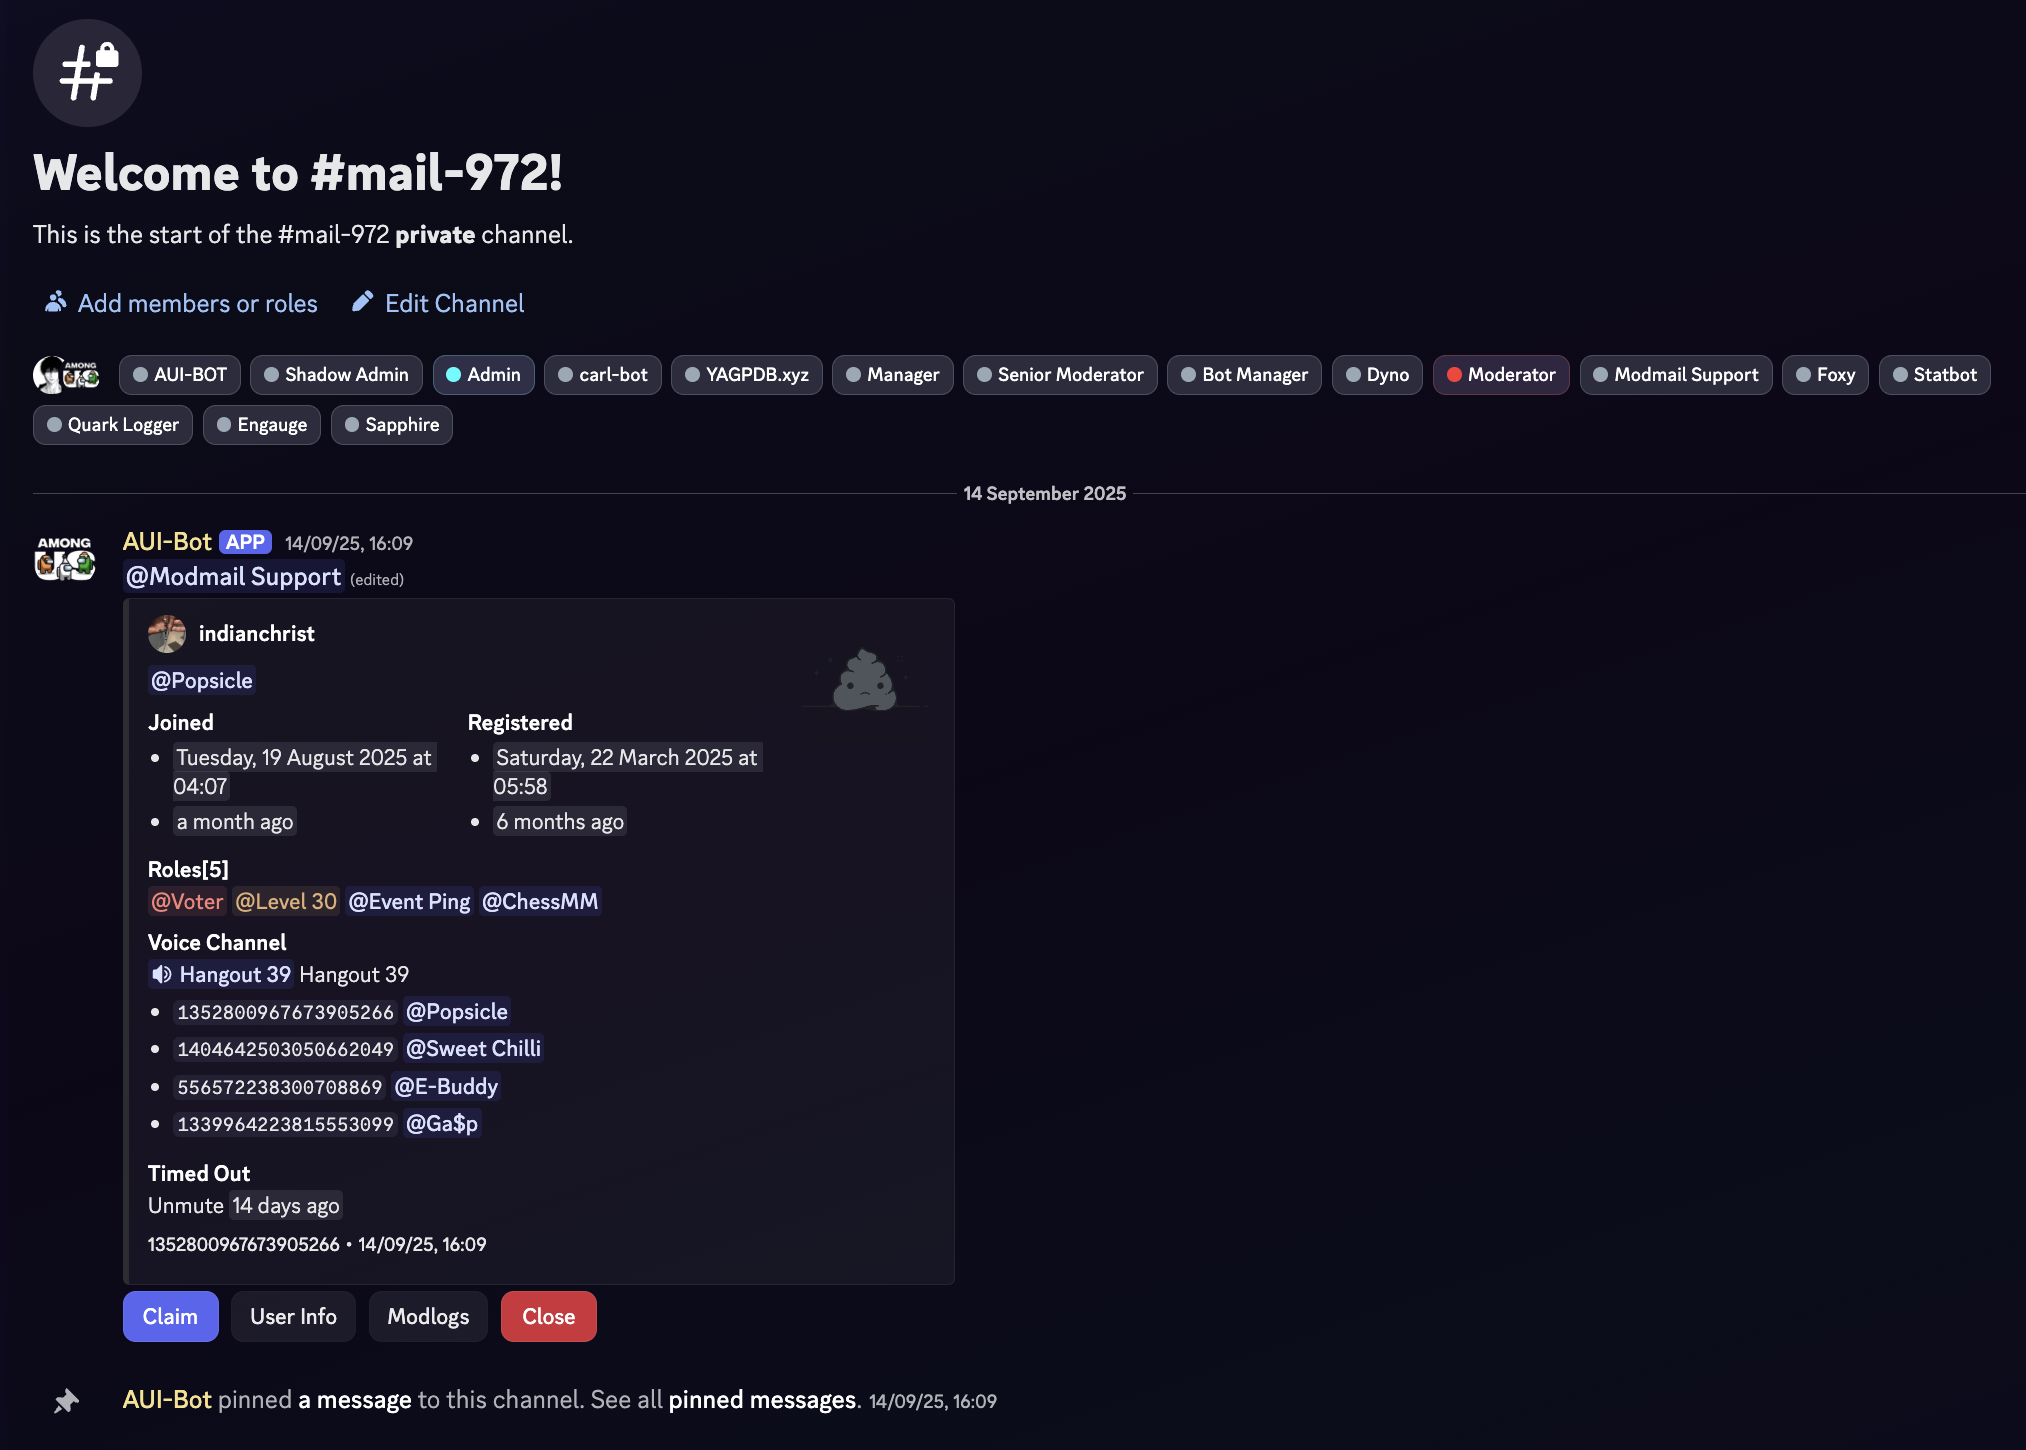 Welcome to #mail-972!
This is the start of the #mail-972 private channel.
Add members or roles Edit Channel
AMONG US AUI-BOT Shadow Admin Admin carl-bot YAGPDB.xyz Manager Senior Moderator Bot Manager Dyno Moderator Modmail Support Foxy Statbot
Quark Logger Engauge Sapphire
14 September 2025
AMONG US
AUI-Bot APP 14/09/25, 16:09
@Modmail Support (edited)
indianchrist
@Popsicle
Joined Registered
• Tuesday, 19 August 2025 at • Saturday, 22 March 2025 at
04:07 05:58
• a month ago • 6 months ago
Roles[5]
@Voter @Level 30 @Event Ping @ChessMM
Voice Channel
Hangout 39 Hangout 39
• 1352800967673905266 @Popsicle
• 1404642503050662049 @Sweet Chilli
• 556572238300708869 @E-Buddy
• 1339964223815553099 @Ga$p
Timed Out
Unmute 14 days ago
1352800967673905266 • 14/09/25, 16:09
Claim User Info Modlogs Close
AUI-Bot pinned a message to this channel. See all pinned messages. 14/09/25, 16:09